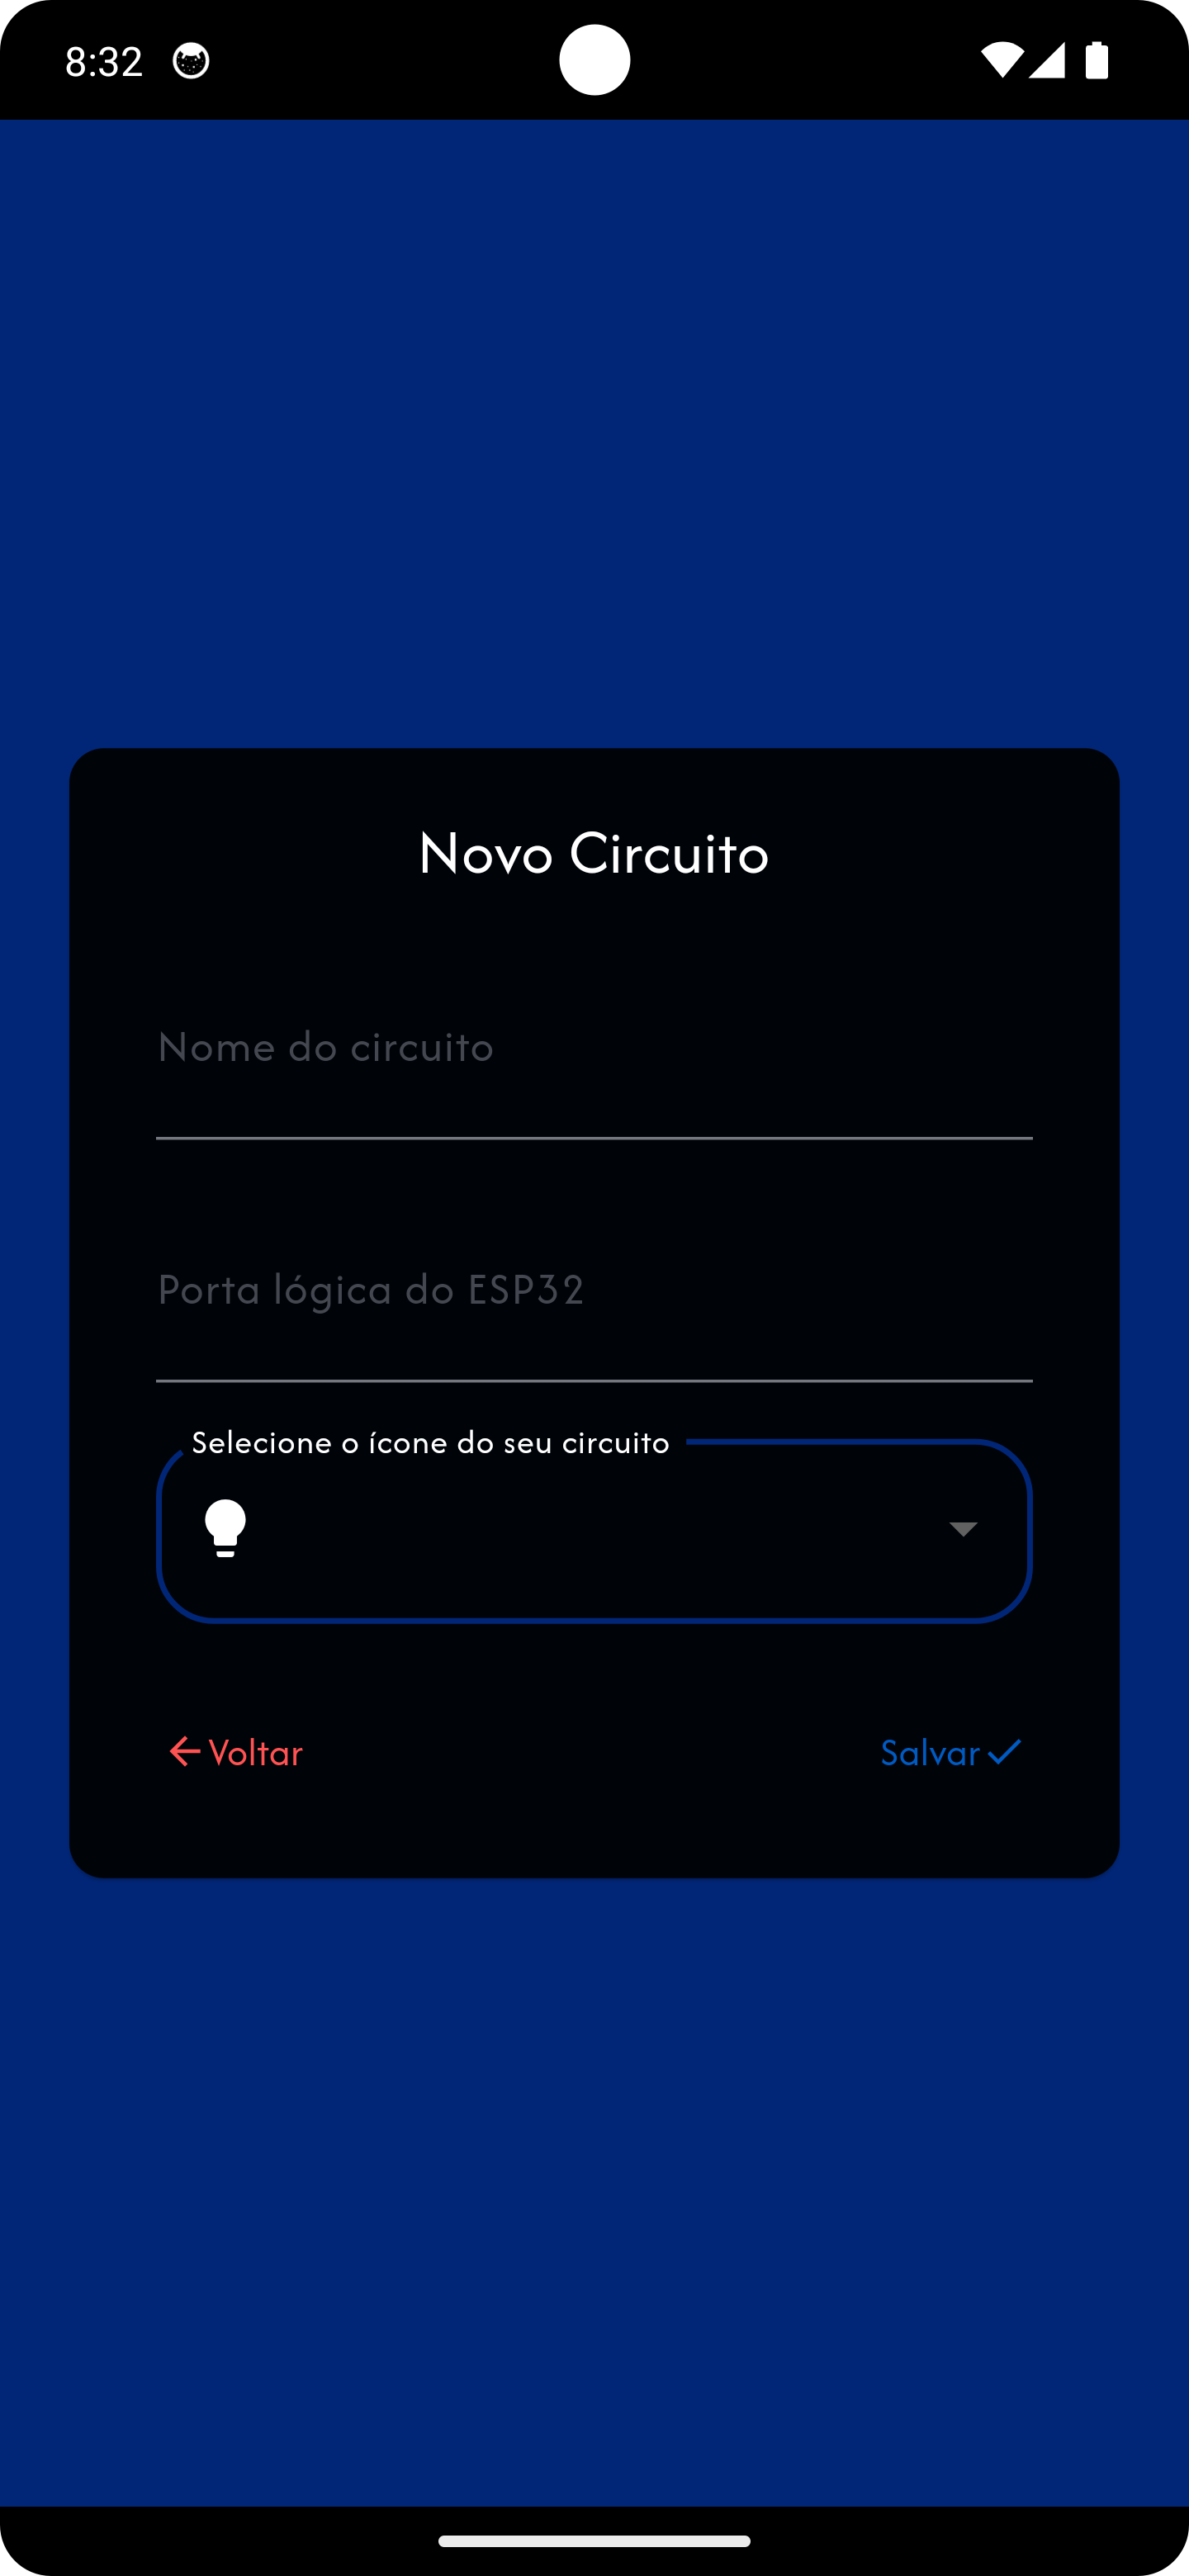 8:32
Novo Circuito
Nome do circuito
Porta lógica do ESP32
Selecione o ícone do seu circuito
Voltar
Salvar